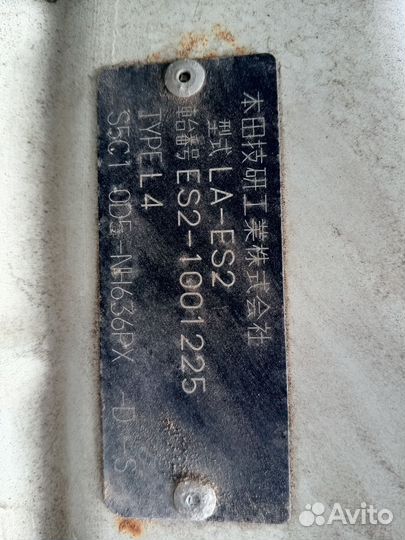 本田技研工業株式会社
型式 LA-ES2
車台番号 ES2-1001225
TYPE L4
S5C1 0D5-NH636PX -D -S
Avito